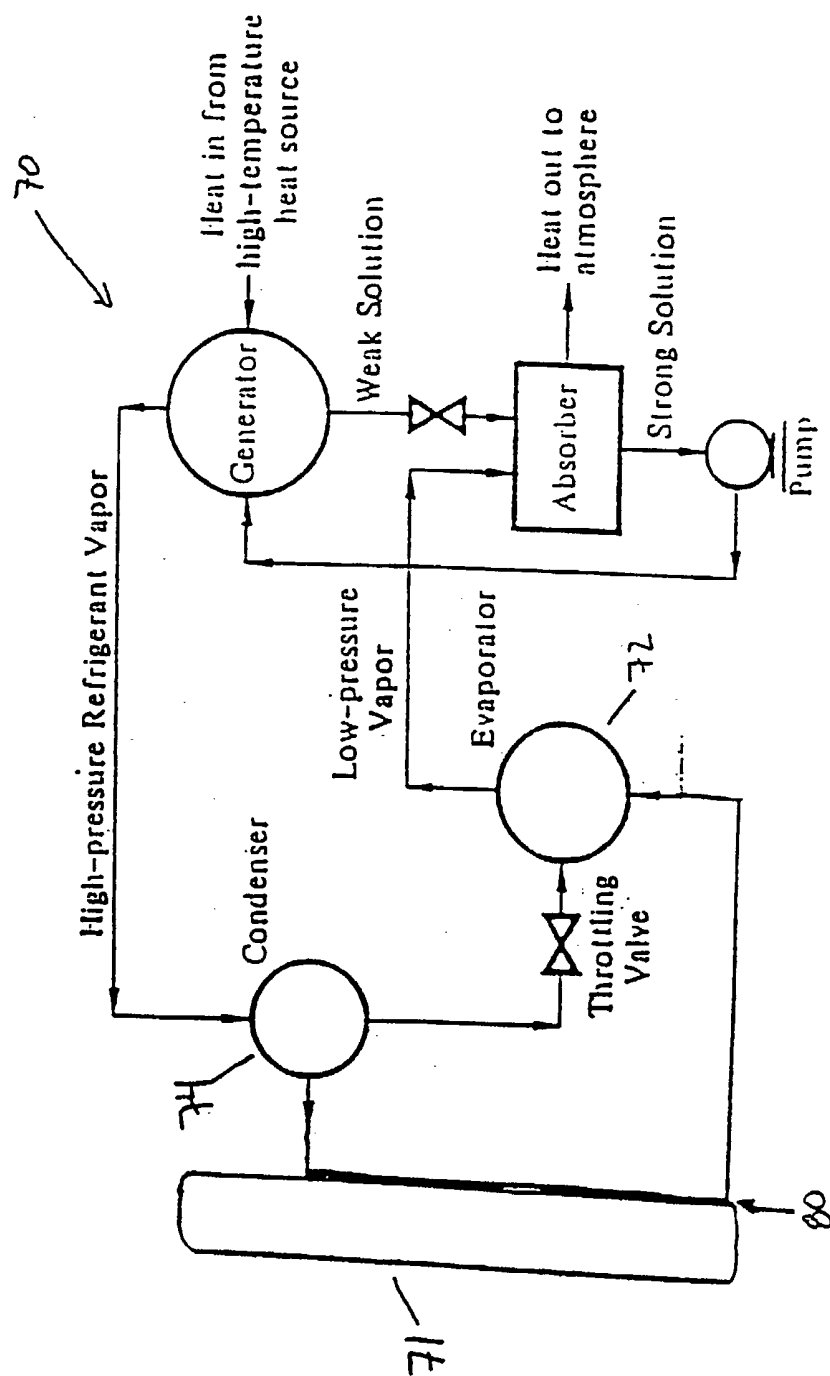 70
High-pressure Refrigerant Vapor
Heat in from
high-temperature
heat source
Generator
Condenser
74
Weak Solution
Low-pressure
Vapor
Evaporator
72
Throttling
Valve
Absorber
Heat out to
atmosphere
Strong Solution
Pump
71
80